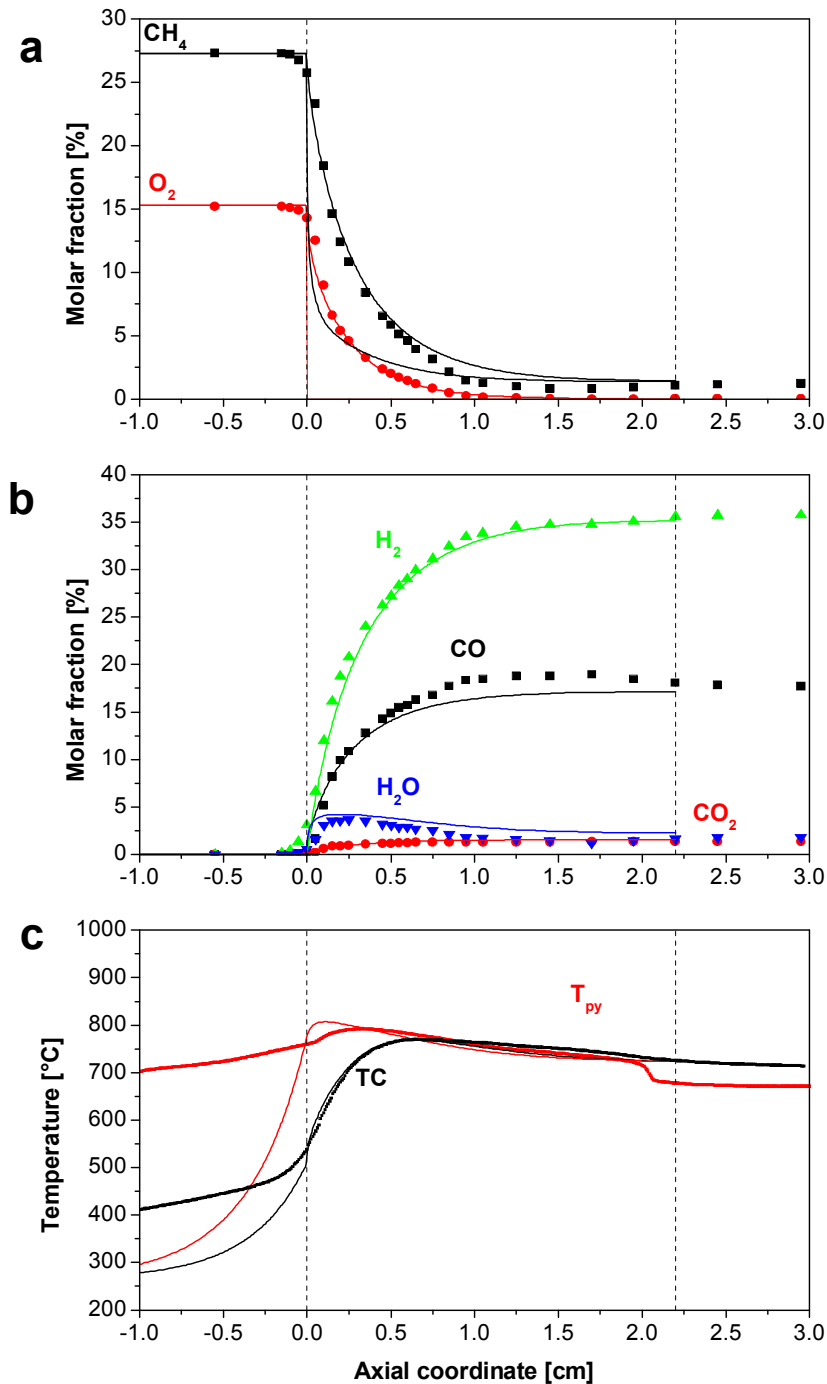 a
30
25
20
15
10
5
0
Molar fraction [%]
CH4
O2
-1.0 -0.5 0.0 0.5 1.0 1.5 2.0 2.5 3.0
b
40
35
30
25
20
15
10
5
0
Molar fraction [%]
H2
CO
H2O
CO2
-1.0 -0.5 0.0 0.5 1.0 1.5 2.0 2.5 3.0
c
1000
900
800
700
600
500
400
300
200
Temperature [°C]
Tpy
TC
-1.0 -0.5 0.0 0.5 1.0 1.5 2.0 2.5 3.0
Axial coordinate [cm]